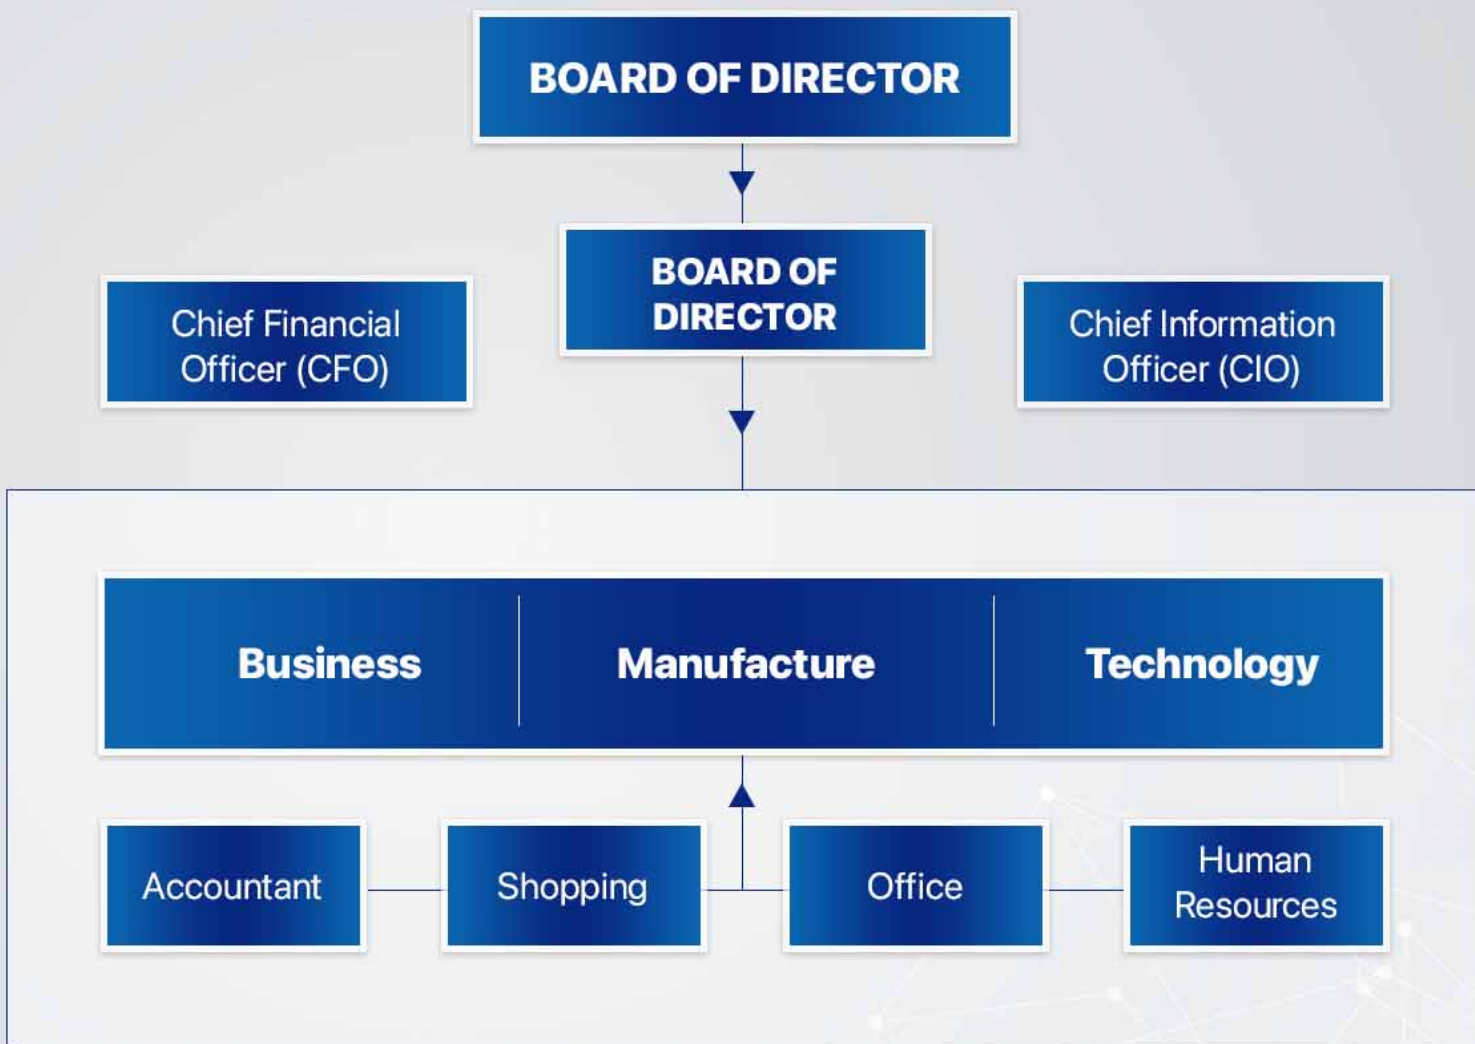 BOARD OF DIRECTOR
BOARD OF
DIRECTOR
Chief Financial
Officer (CFO)
Chief Information
Officer (CIO)
Business
Manufacture
Technology
Accountant
Shopping
Office
Human
Resources